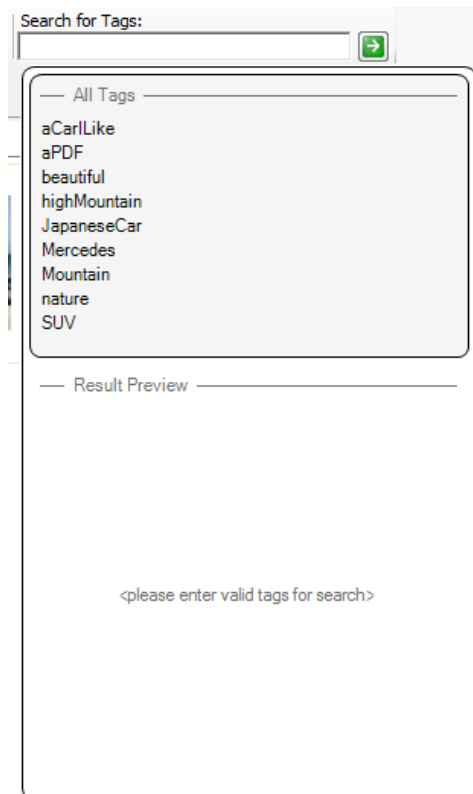 Search for Tags:
All Tags
aCarILike
aPDF
beautiful
highMountain
JapaneseCar
Mercedes
Mountain
nature
SUV
Result Preview
<please enter valid tags for search>